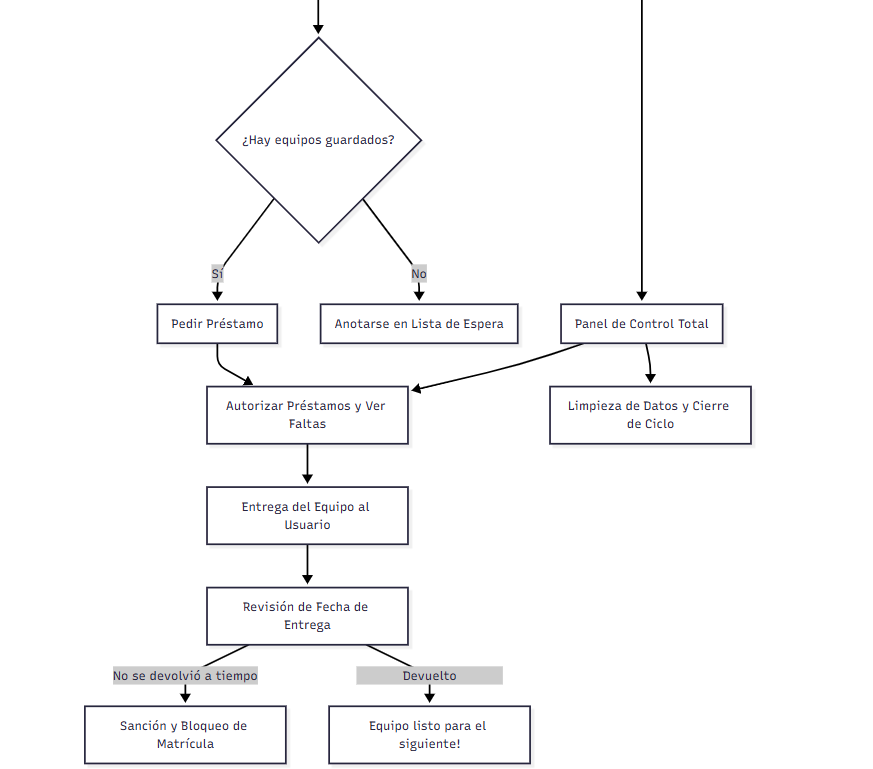 ¿Hay equipos guardados?
Sí
No
Pedir Préstamo
Anotarse en Lista de Espera
Panel de Control Total
Autorizar Préstamos y Ver
Faltas
Limpieza de Datos y Cierre
de Ciclo
Entrega del Equipo al
Usuario
Revisión de Fecha de
Entrega
No se devolvió a tiempo
Devuelto
Sanción y Bloqueo de
Matrícula
Equipo listo para el
siguiente!